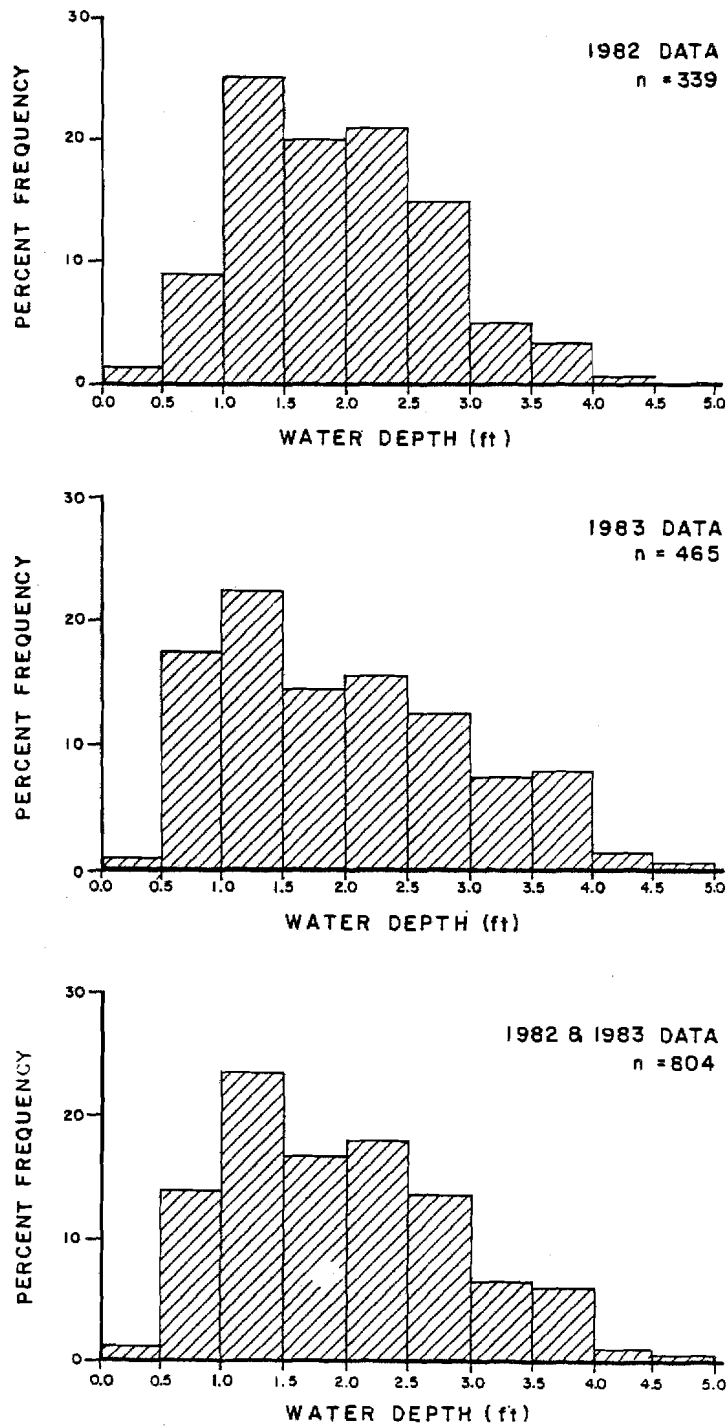 1982 DATA
n = 339
PERCENT FREQUENCY
30
20
10
0
0.0 0.5 1.0 1.5 2.0 2.5 3.0 3.5 4.0 4.5 5.0
WATER DEPTH (ft)
1983 DATA
n = 465
PERCENT FREQUENCY
30
20
10
0
0.0 0.5 1.0 1.5 2.0 2.5 3.0 3.5 4.0 4.5 5.0
WATER DEPTH (ft)
1982 & 1983 DATA
n = 804
PERCENT FREQUENCY
30
20
10
0
0.0 0.5 1.0 1.5 2.0 2.5 3.0 3.5 4.0 4.5 5.0
WATER DEPTH (ft)